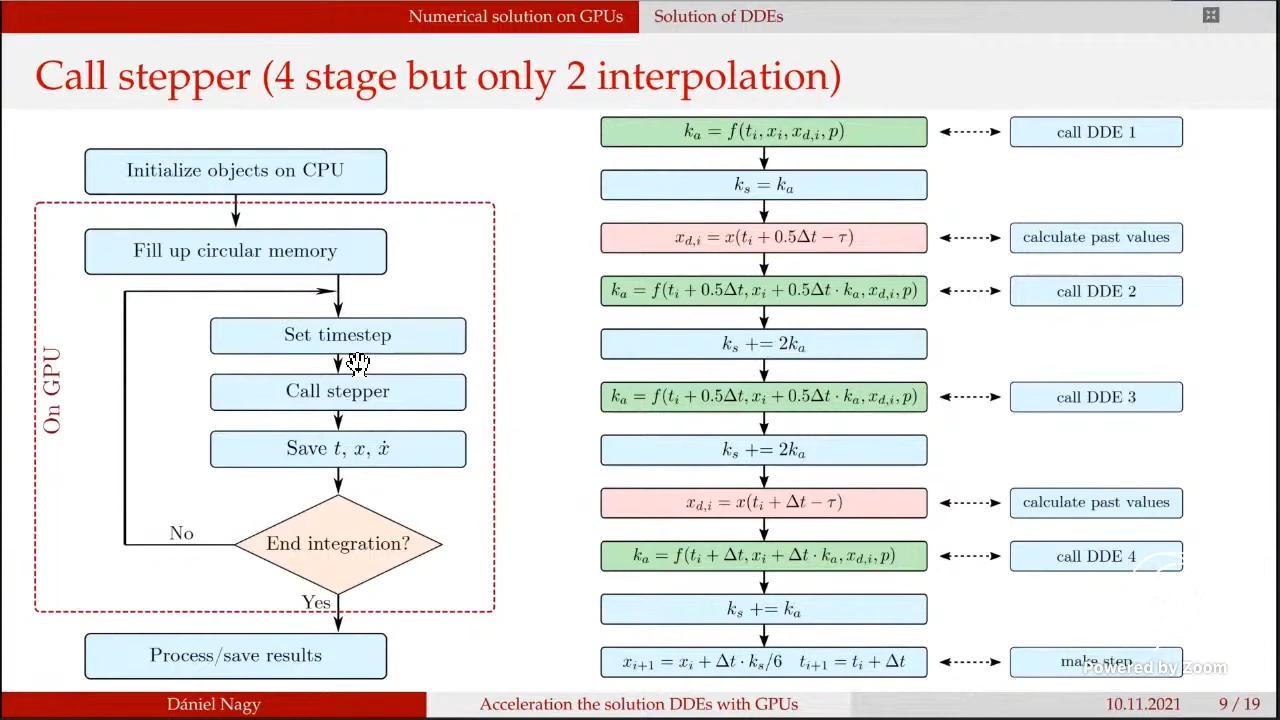 Numerical solution on GPUs
Solution of DDEs
Call stepper (4 stage but only 2 interpolation)
Initialize objects on CPU
On GPU
Fill up circular memory
Set timestep
Call stepper
Save t, x, ẋ
End integration?
No
Yes
Process/save results
k_a = f(t_i, x_i, x_{d,i}, p)
call DDE 1
k_s = k_a
x_{d,i} = x(t_i + 0.5Δt − τ)
calculate past values
k_a = f(t_i + 0.5Δt, x_i + 0.5Δt · k_a, x_{d,i}, p)
call DDE 2
k_s += 2k_a
k_a = f(t_i + 0.5Δt, x_i + 0.5Δt · k_a, x_{d,i}, p)
call DDE 3
k_s += 2k_a
x_{d,i} = x(t_i + Δt − τ)
calculate past values
k_a = f(t_i + Δt, x_i + Δt · k_a, x_{d,i}, p)
call DDE 4
k_s += k_a
x_{i+1} = x_i + Δt · k_s/6 t_{i+1} = t_i + Δt
make step
Powered by Zoom
Dániel Nagy
Acceleration the solution DDEs with GPUs
10.11.2021
9 / 19